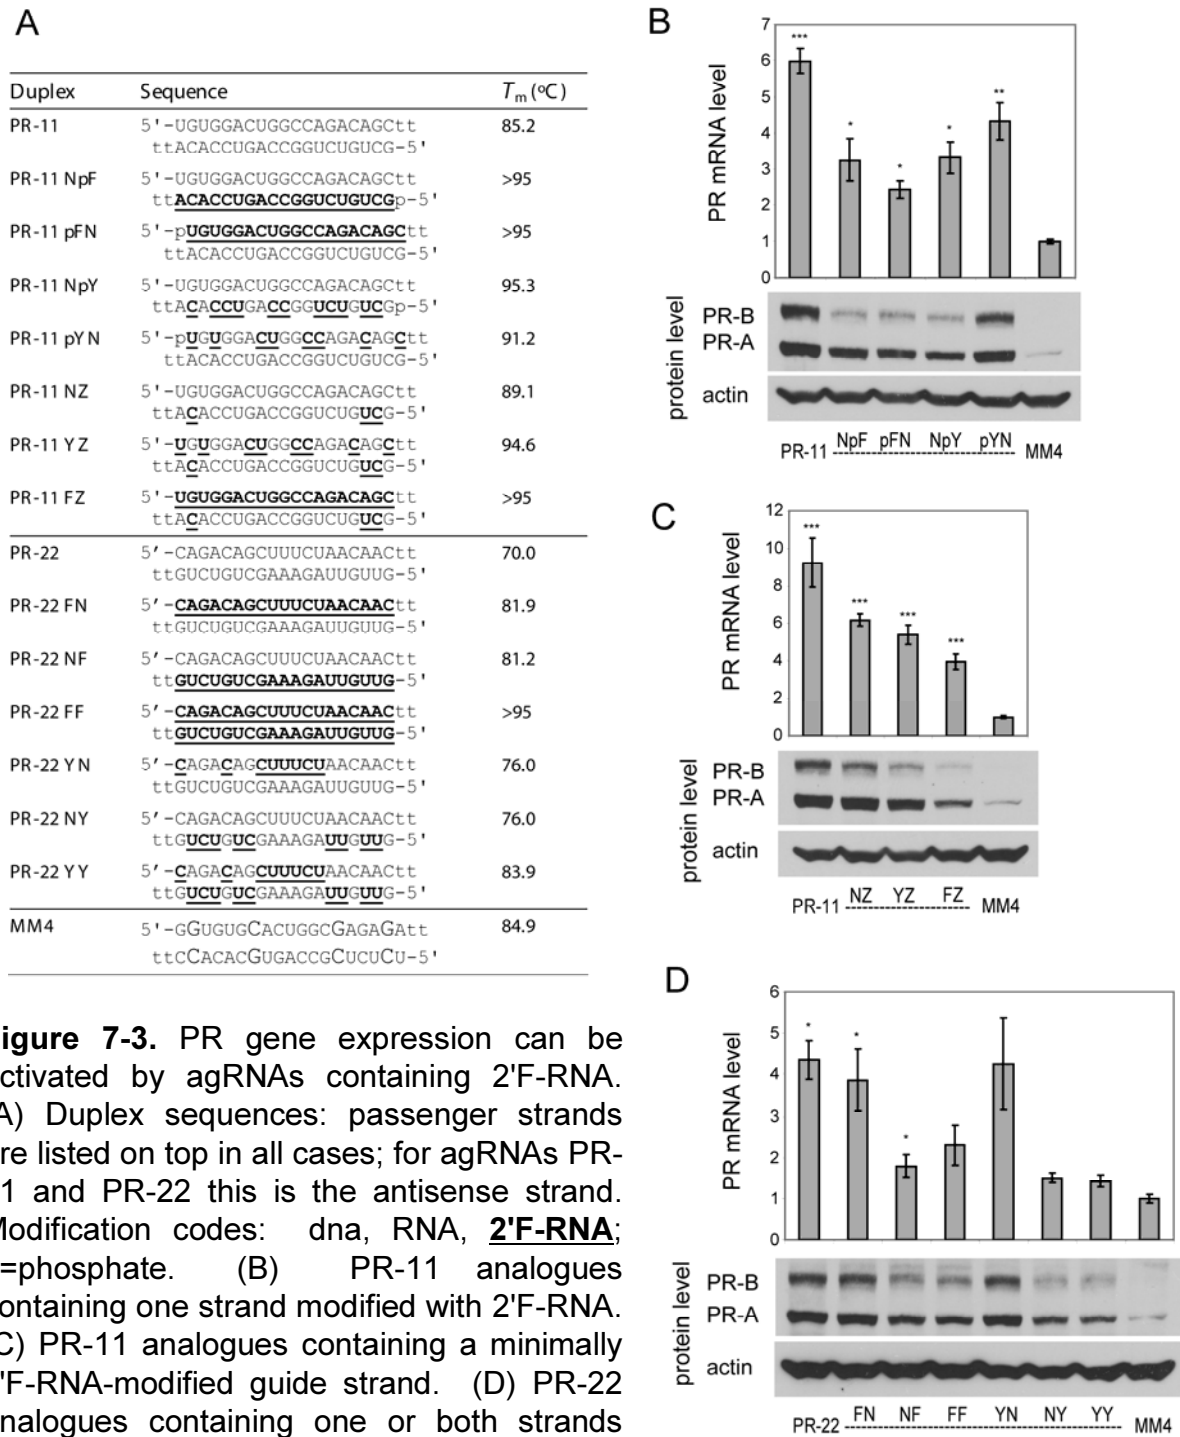 A
Duplex Sequence Tm (ºC)
PR-11 5'-UGUGGACUGGCCAGACAGCtt 85.2
ttACACCUGACCGGUCUGUCG-5'
PR-11 NpF 5'-UGUGGACUGGCCAGACAGCtt >95
ttACACCUGACCGGUCUGUCGp-5'
PR-11 pFN 5'-pUGUGGACUGGCCAGACAGCtt >95
ttACACCUGACCGGUCUGUCG-5'
PR-11 NpY 5'-UGUGGACUGGCCAGACAGCtt 95.3
ttACACCUGACCGGUCUGUCGp-5'
PR-11 pYN 5'-pUGUGGACUGGCCAGACAGCtt 91.2
ttACACCUGACCGGUCUGUCG-5'
PR-11 NZ 5'-UGUGGACUGGCCAGACAGCtt 89.1
ttACACCUGACCGGUCUGUCG-5'
PR-11 YZ 5'-UGUGGACUGGCCAGACAGCtt 94.6
ttACACCUGACCGGUCUGUCG-5'
PR-11 FZ 5'-UGUGGACUGGCCAGACAGCtt >95
ttACACCUGACCGGUCUGUCG-5'
PR-22 5'-CAGACAGCUUUCUAACAACtt 70.0
ttGUCUGUCGAAAGAUUGUUG-5'
PR-22 FN 5'-CAGACAGCUUUCUAACAACtt 81.9
ttGUCUGUCGAAAGAUUGUUG-5'
PR-22 NF 5'-CAGACAGCUUUCUAACAACtt 81.2
ttGUCUGUCGAAAGAUUGUUG-5'
PR-22 FF 5'-CAGACAGCUUUCUAACAACtt >95
ttGUCUGUCGAAAGAUUGUUG-5'
PR-22 YN 5'-CAGACAGCUUUCUAACAACtt 76.0
ttGUCUGUCGAAAGAUUGUUG-5'
PR-22 NY 5'-CAGACAGCUUUCUAACAACtt 76.0
ttGUCUGUCGAAAGAUUGUUG-5'
PR-22 YY 5'-CAGACAGCUUUCUAACAACtt 83.9
ttGUCUGUCGAAAGAUUGUUG-5'
MM4 5'-GGUGUGCACUGGCGAGAGAtt 84.9
ttCCACACGUGACCGCUCUCU-5'
igure 7-3. PR gene expression can be
ctivated by agRNAs containing 2'F-RNA.
A) Duplex sequences: passenger strands
re listed on top in all cases; for agRNAs PR-
1 and PR-22 this is the antisense strand.
Modification codes: dna, RNA, 2'F-RNA;
=phosphate. (B) PR-11 analogues
ontaining one strand modified with 2'F-RNA.
C) PR-11 analogues containing a minimally
'F-RNA-modified guide strand. (D) PR-22
nalogues containing one or both strands
B
PR mRNA level
7
6
5
4
3
2
1
0
*** * * * **
protein level
PR-B
PR-A
actin
PR-11 NpF pFN NpY pYN MM4
C
PR mRNA level
12
10
8
6
4
2
0
*** *** *** ***
protein level
PR-B
PR-A
actin
PR-11 NZ YZ FZ MM4
D
PR mRNA level
6
5
4
3
2
1
0
* * *
protein level
PR-B
PR-A
actin
PR-22 FN NF FF YN NY YY MM4